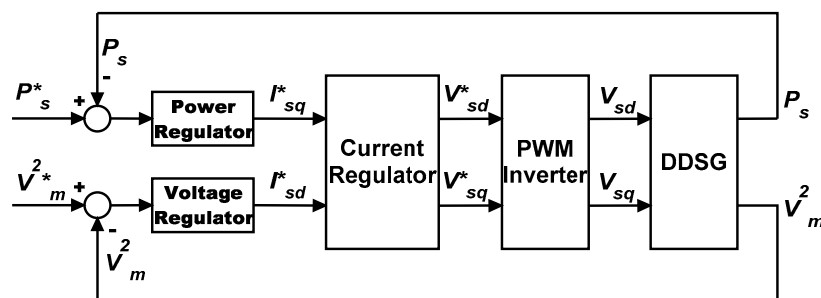 P_s
-
P*_s
+
Power
Regulator
I*_sq
Current
Regulator
V*_sd
PWM
Inverter
V_sd
DDSG
P_s
V^2*_m
+
Voltage
Regulator
I*_sd
V*_sq
V_sq
V^2_m
-
V^2_m